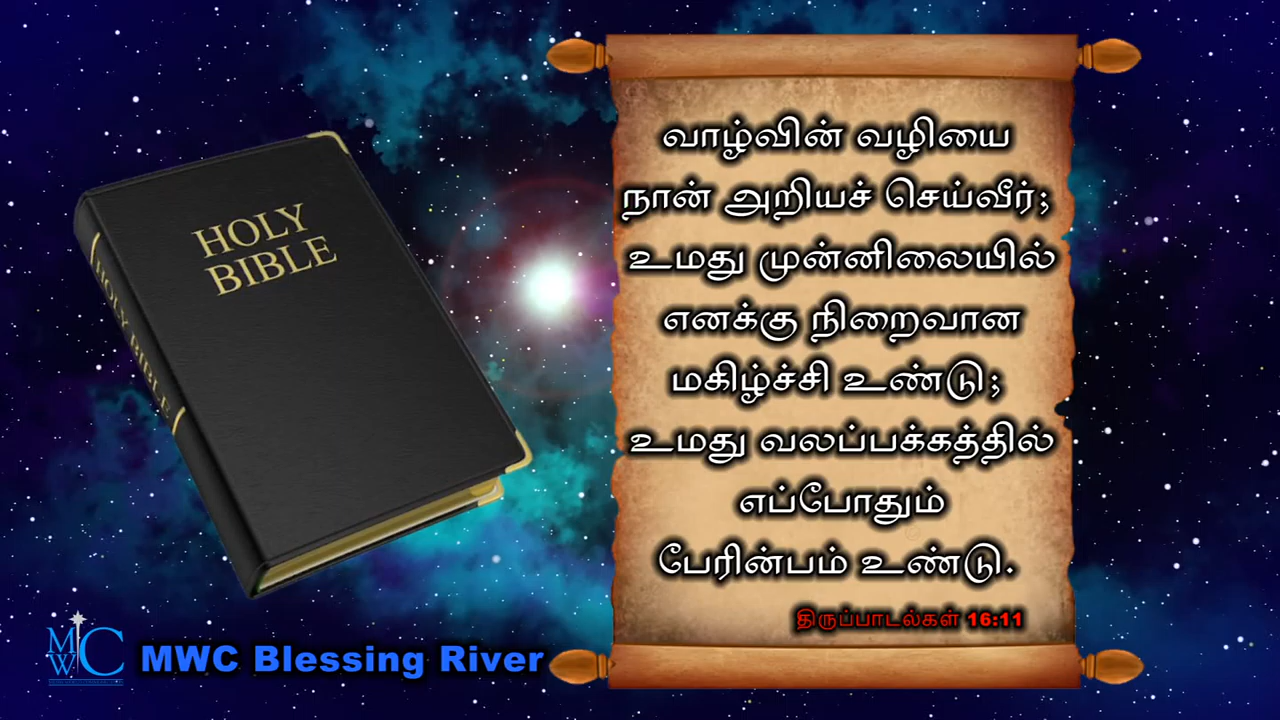 HOLY
BIBLE
HOLY BIBLE
வாழ்வின் வழியை
நான் அறியச் செய்வீர்;
உமது முன்னிலையில்
எனக்கு நிறைவான
மகிழ்ச்சி உண்டு;
உமது வலப்பக்கத்தில்
எப்போதும்
பேரின்பம் உண்டு.
திருப்பாடல்கள் 16:11
MWC
MWC Blessing River